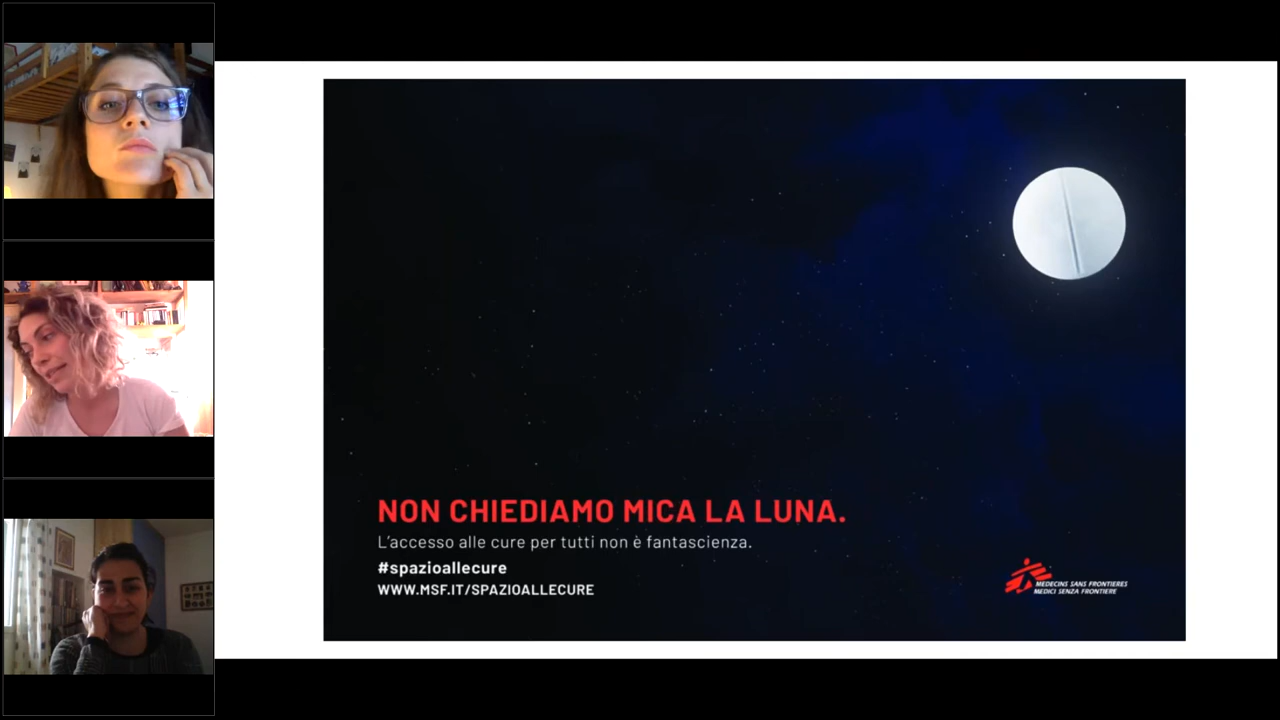 NON CHIEDIAMO MICA LA LUNA.
L'accesso alle cure per tutti non è fantascienza.
#spazioallecure
WWW.MSF.IT/SPAZIOALLECURE
MEDECINS SANS FRONTIERES
MEDICI SENZA FRONTIERE